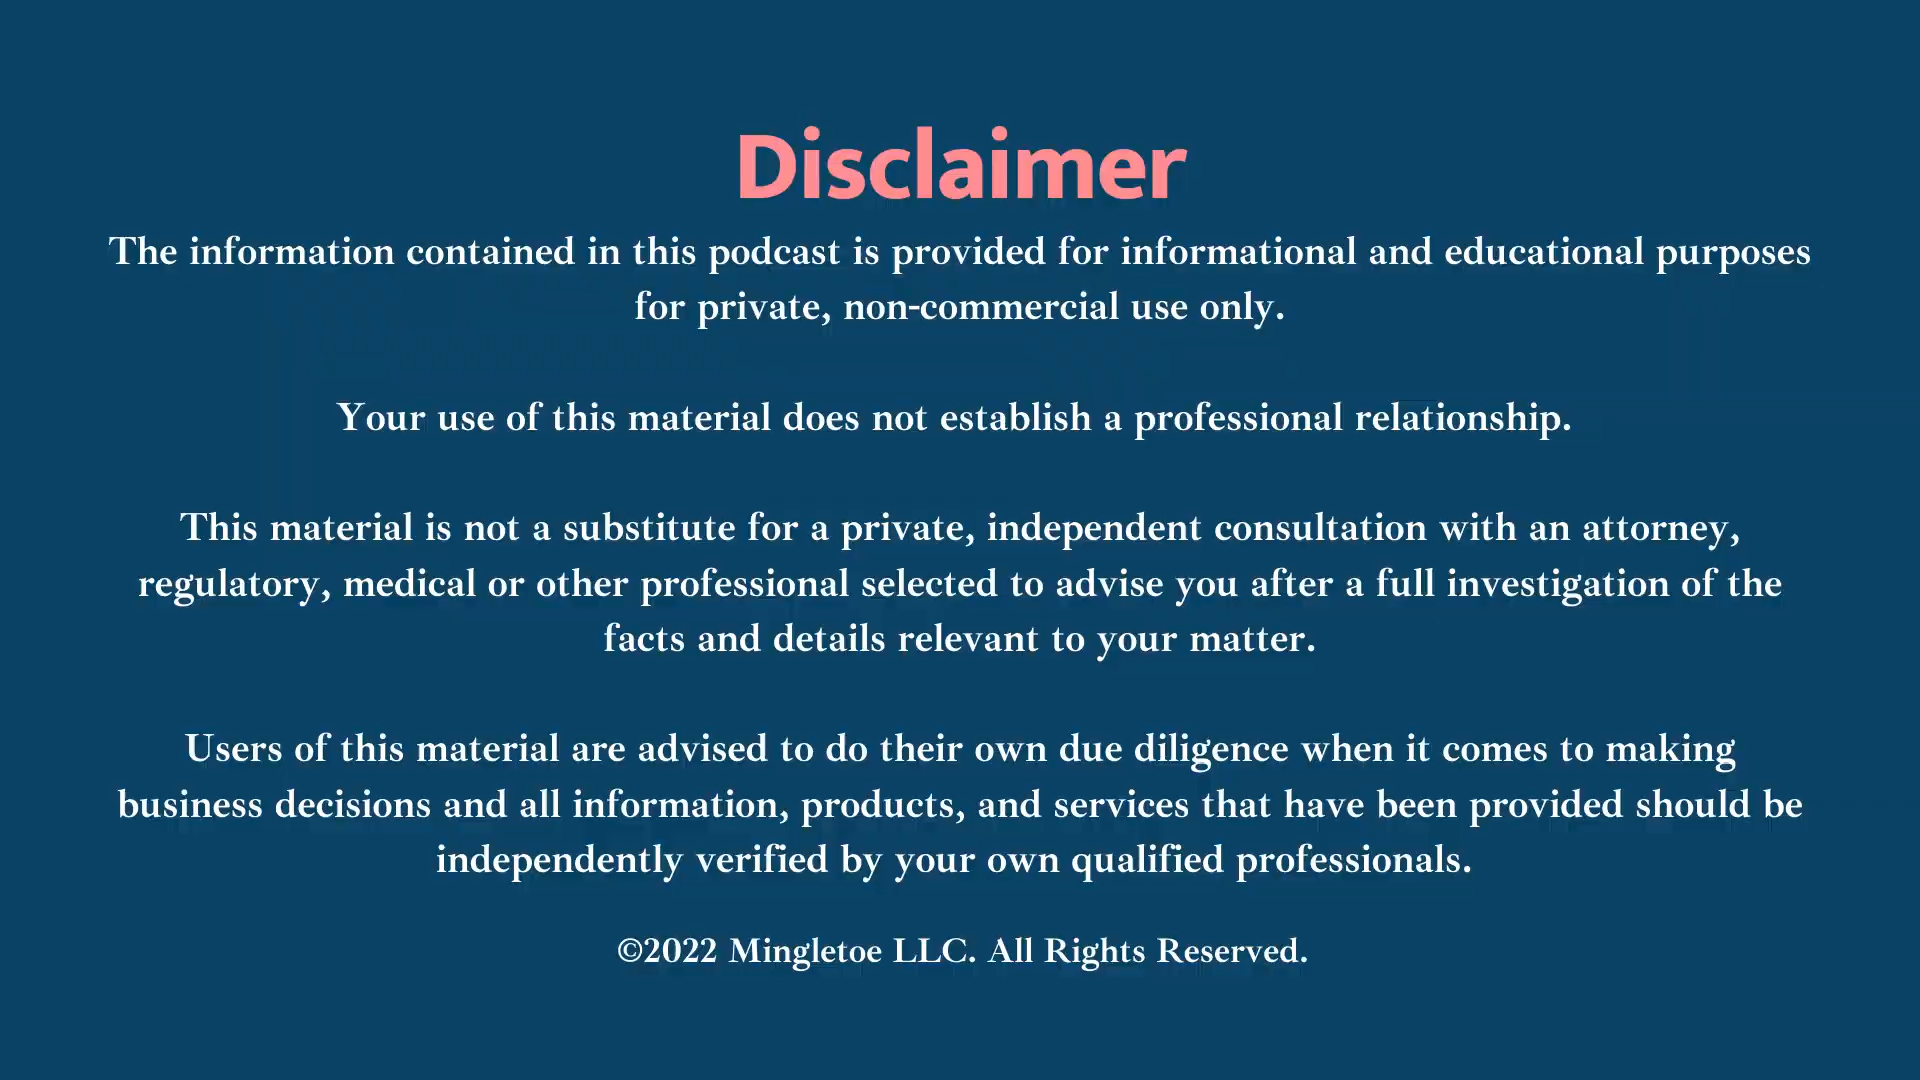 Disclaimer
The information contained in this podcast is provided for informational and educational purposes
for private, non-commercial use only.
Your use of this material does not establish a professional relationship.
This material is not a substitute for a private, independent consultation with an attorney,
regulatory, medical or other professional selected to advise you after a full investigation of the
facts and details relevant to your matter.
Users of this material are advised to do their own due diligence when it comes to making
business decisions and all information, products, and services that have been provided should be
independently verified by your own qualified professionals.
©2022 Mingletoe LLC. All Rights Reserved.